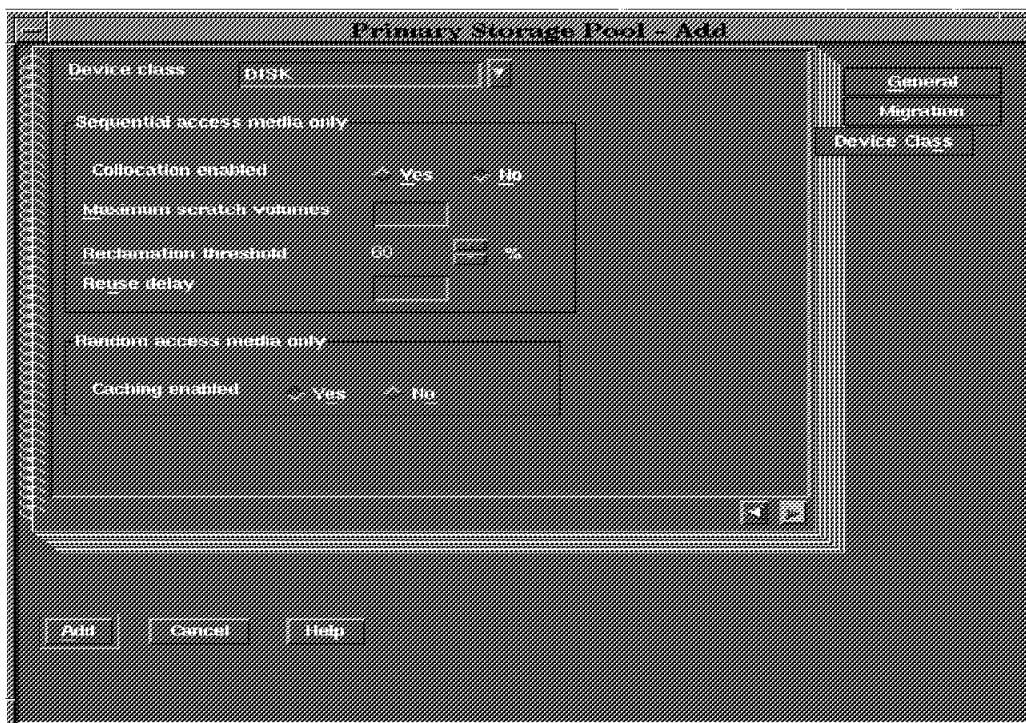 Primary Storage Pool - Add
Device class DISK
General
Migration
Device Class
Sequential access media only
Collocation enabled Yes No
Maximum scratch volumes
Reclamation threshold 60 %
Reuse delay
Random access media only
Caching enabled Yes No
Add Cancel Help